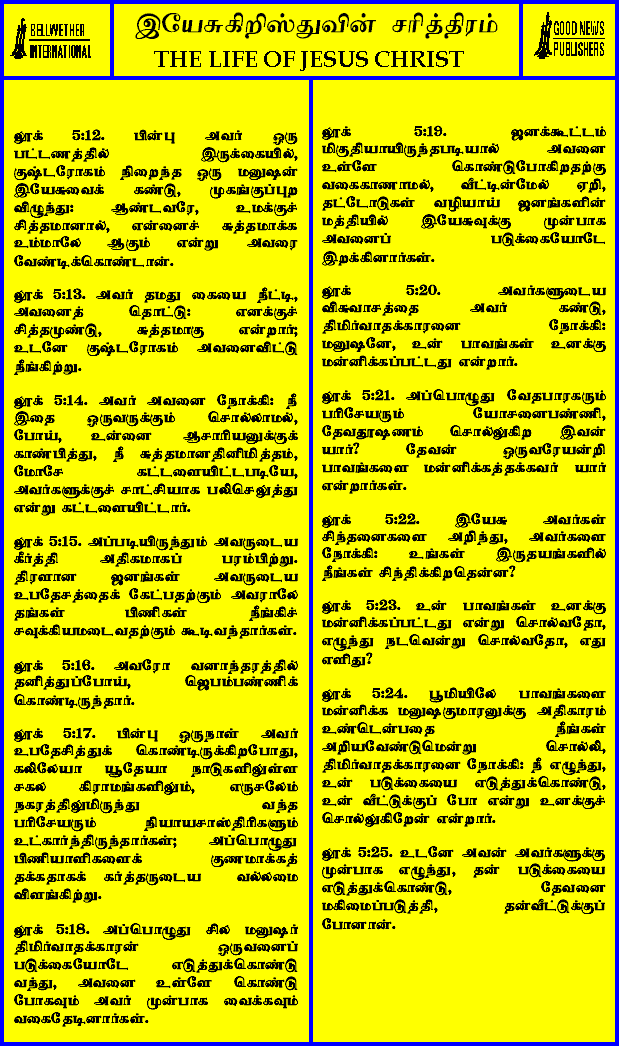 BELLWETHER
INTERNATIONAL
இயேசுகிறிஸ்துவின் சரித்திரம்
THE LIFE OF JESUS CHRIST
GOOD NEWS
PUBLISHERS
லூக் 5:12. பின்பு அவர் ஒரு
பட்டணத்தில் இருக்கையில்,
குஷ்டரோகம் நிறைந்த ஒரு மனுஷன்
இயேசுவைக் கண்டு, முகங்குப்புற
விழுந்து: ஆண்டவரே, உமக்குச்
சித்தமானால், என்னைச் சுத்தமாக்க
உம்மாலே ஆகும் என்று அவரை
வேண்டிக்கொண்டான்.
லூக் 5:13. அவர் தமது கையை நீட்டி,
அவனைத் தொட்டு: எனக்குச்
சித்தமுண்டு, சுத்தமாகு என்றார்;
உடனே குஷ்டரோகம் அவனைவிட்டு
நீங்கிற்று.
லூக் 5:14. அவர் அவனை நோக்கி: நீ
இதை ஒருவருக்கும் சொல்லாமல்,
போய், உன்னை ஆசாரியனுக்குக்
காண்பித்து, நீ சுத்தமானதினிமித்தம்,
மோசே கட்டளையிட்டபடியே,
அவர்களுக்குச் சாட்சியாக பலிசெலுத்து
என்று கட்டளையிட்டார்.
லூக் 5:15. அப்படியிருந்தும் அவருடைய
கீர்த்தி அதிகமாகப் பரம்பிற்று.
திரளான ஜனங்கள் அவருடைய
உபதேசத்தைக் கேட்பதற்கும் அவராலே
தங்கள் பிணிகள் நீங்கிச்
சவுக்கியமடைவதற்கும் கூடிவந்தார்கள்.
லூக் 5:16. அவரோ வனாந்தரத்தில்
தனித்துப்போய், ஜெபம்பண்ணிக்
கொண்டிருந்தார்.
லூக் 5:17. பின்பு ஒருநாள் அவர்
உபதேசித்துக் கொண்டிருக்கிறபோது,
கலிலேயா யூதேயா நாடுகளிலுள்ள
சகல கிராமங்களிலும், எருசலேம்
நகரத்திலுமிருந்து வந்த
பரிசேயரும் நியாயசாஸ்திரிகளும்
உட்கார்ந்திருந்தார்கள்; அப்பொழுது
பிணியாளிகளைக் குணமாக்கத்
தக்கதாகக் கர்த்தருடைய வல்லமை
விளங்கிற்று.
லூக் 5:18. அப்பொழுது சில மனுஷர்
திமிர்வாதக்காரன் ஒருவனைப்
படுக்கையோடே எடுத்துக்கொண்டு
வந்து, அவனை உள்ளே கொண்டு
போகவும் அவர் முன்பாக வைக்கவும்
வகைதேடினார்கள்.
லூக் 5:19. ஜனக்கூட்டம்
மிகுதியாயிருந்தபடியால் அவனை
உள்ளே கொண்டுபோகிறதற்கு
வகைகாணாமல், வீட்டின்மேல் ஏறி,
தட்டோடுகள் வழியாய் ஜனங்களின்
மத்தியில் இயேசுவுக்கு முன்பாக
அவனைப் படுக்கையோடே
இறக்கினார்கள்.
லூக் 5:20. அவர்களுடைய
விசுவாசத்தை அவர் கண்டு,
திமிர்வாதக்காரனை நோக்கி:
மனுஷனே, உன் பாவங்கள் உனக்கு
மன்னிக்கப்பட்டது என்றார்.
லூக் 5:21. அப்பொழுது வேதபாரகரும்
பரிசேயரும் யோசனைபண்ணி,
தேவதூஷணம் சொல்லுகிற இவன்
யார்? தேவன் ஒருவரேயன்றி
பாவங்களை மன்னிக்கத்தக்கவர் யார்
என்றார்கள்.
லூக் 5:22. இயேசு அவர்கள்
சிந்தனைகளை அறிந்து, அவர்களை
நோக்கி: உங்கள் இருதயங்களில்
நீங்கள் சிந்திக்கிறதென்ன?
லூக் 5:23. உன் பாவங்கள் உனக்கு
மன்னிக்கப்பட்டது என்று சொல்வதோ,
எழுந்து நடவென்று சொல்வதோ, எது
எளிது?
லூக் 5:24. பூமியிலே பாவங்களை
மன்னிக்க மனுஷகுமாரனுக்கு அதிகாரம்
உண்டென்பதை நீங்கள்
அறியவேண்டுமென்று சொல்லி,
திமிர்வாதக்காரனை நோக்கி: நீ எழுந்து,
உன் படுக்கையை எடுத்துக்கொண்டு,
உன் வீட்டுக்குப் போ என்று உனக்குச்
சொல்லுகிறேன் என்றார்.
லூக் 5:25. உடனே அவன் அவர்களுக்கு
முன்பாக எழுந்து, தன் படுக்கையை
எடுத்துக்கொண்டு, தேவனை
மகிமைப்படுத்தி, தன்வீட்டுக்குப்
போனான்.